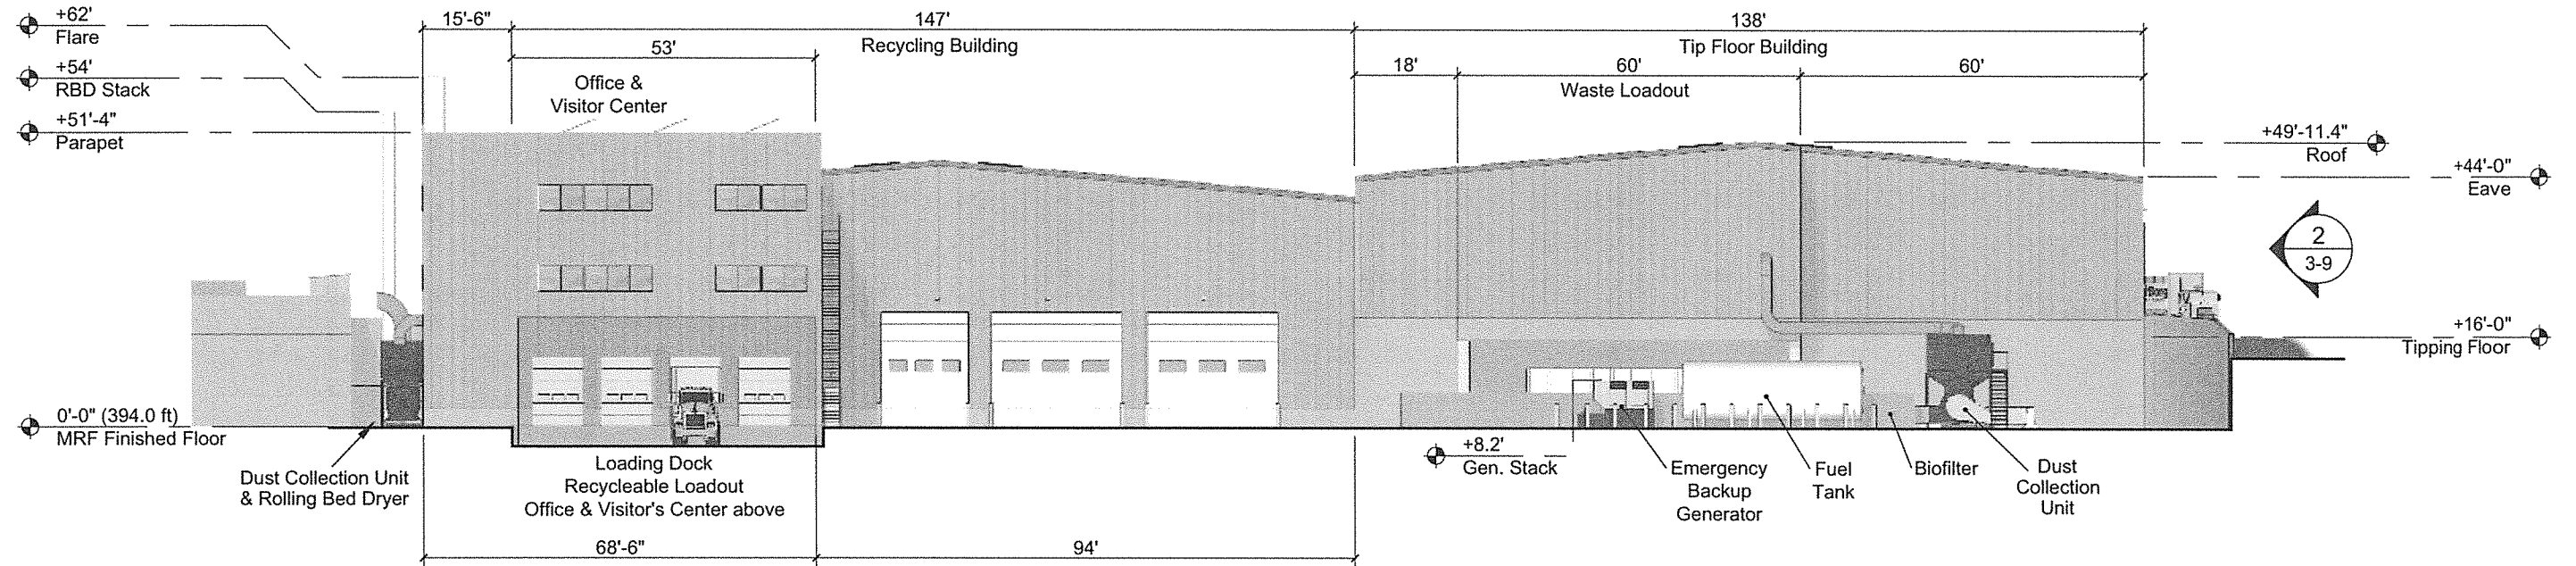 +62'
Flare
+54'
RBD Stack
+51'-4"
Parapet
15'-6"
147'
Recycling Building
53'
Office &
Visitor Center
138'
Tip Floor Building
18'
60'
Waste Loadout
60'
+49'-11.4"
Roof
+44'-0"
Eave
2
3-9
+16'-0"
Tipping Floor
0'-0" (394.0 ft)
MRF Finished Floor
Dust Collection Unit
& Rolling Bed Dryer
Loading Dock
Recycleable Loadout
Office & Visitor's Center above
+8.2'
Gen. Stack
Emergency
Backup
Generator
Fuel
Tank
Biofilter
Dust
Collection
Unit
68'-6"
94'